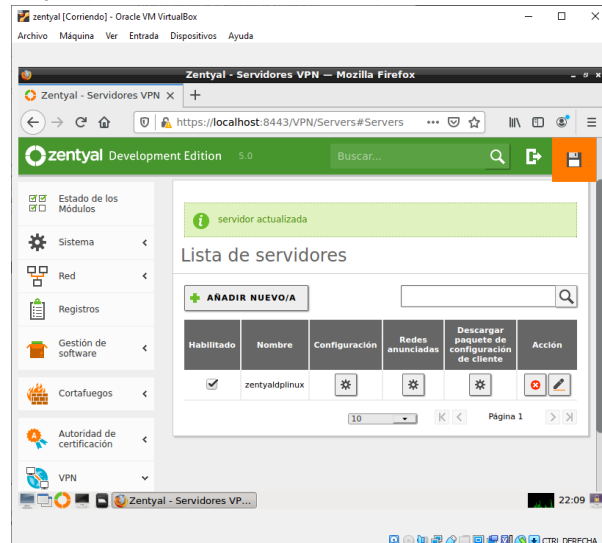 zentyal [Corriendo] - Oracle VM VirtualBox
Archivo Máquina Ver Entrada Dispositivos Ayuda
Zentyal - Servidores VPN — Mozilla Firefox
Zentyal - Servidores VPN
https://localhost:8443/VPN/Servers#Servers
zentyal Development Edition 5.0
Buscar...
Estado de los
Módulos
Sistema
Red
Registros
Gestión de
software
Cortafuegos
Autoridad de
certificación
VPN
servidor actualizada
Lista de servidores
AÑADIR NUEVO/A
Habilitado Nombre Configuración Redes anunciadas Descargar paquete de configuración de cliente Acción
zentyaldplinux
10 Página 1
Zentyal - Servidores VP...
22:09
CTRL DERECHA